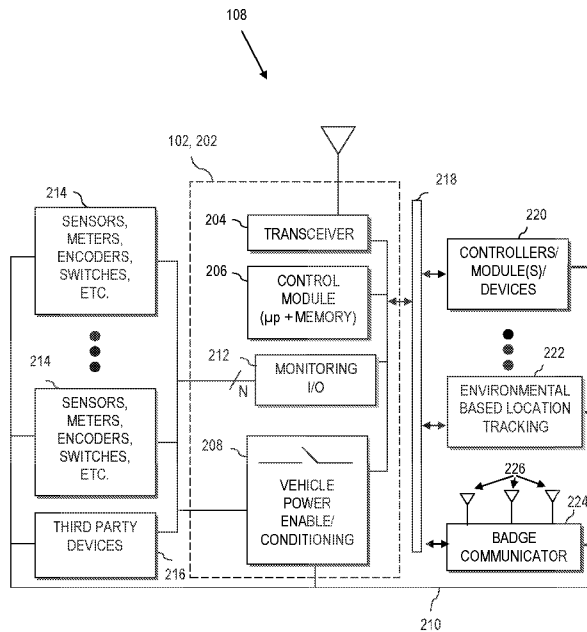 108
102, 202
218
214
SENSORS,
METERS,
ENCODERS,
SWITCHES,
ETC.
204
TRANSCEIVER
206
CONTROL
MODULE
(µp + MEMORY)
212
MONITORING
I/O
N
214
SENSORS,
METERS,
ENCODERS,
SWITCHES,
ETC.
208
VEHICLE
POWER
ENABLE/
CONDITIONING
THIRD PARTY
DEVICES
216
220
CONTROLLERS/
MODULE(S)/
DEVICES
222
ENVIRONMENTAL
BASED LOCATION
TRACKING
226
224
BADGE
COMMUNICATOR
210